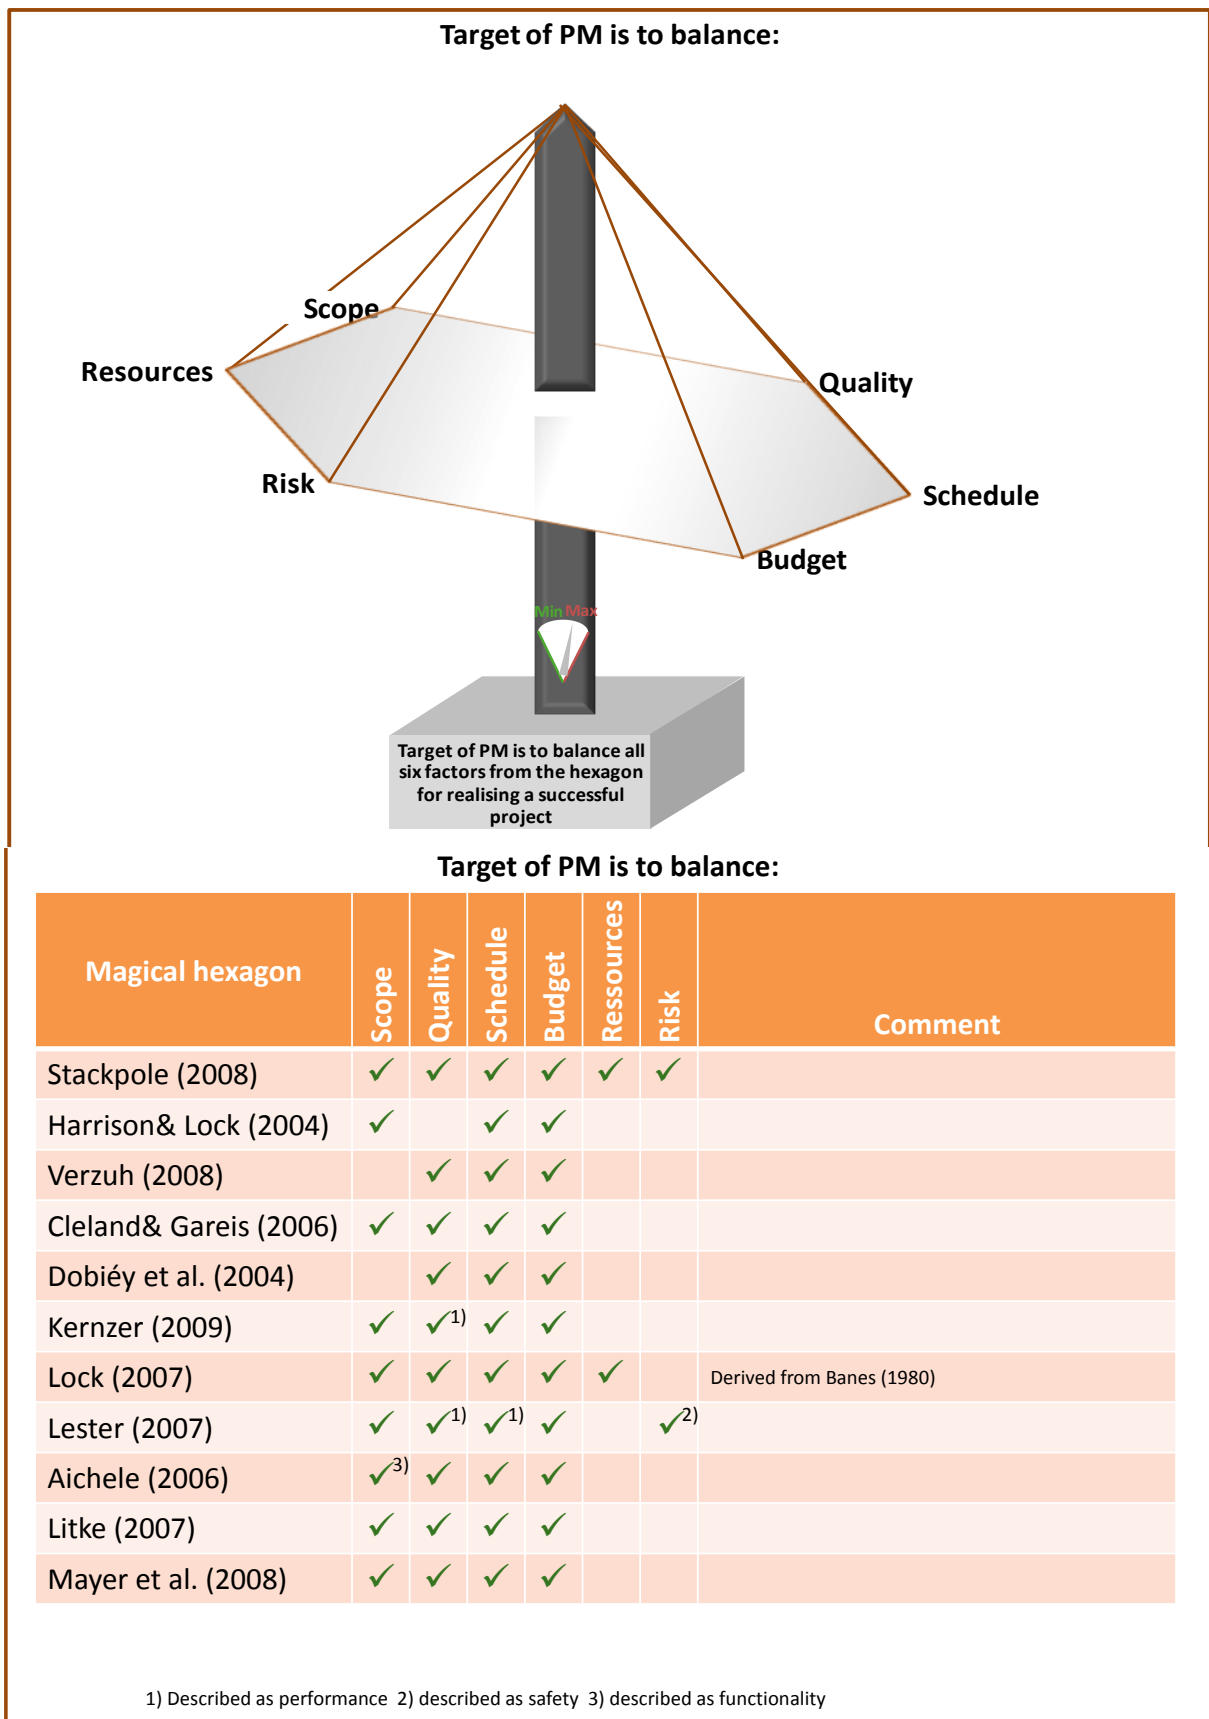 Target of PM is to balance:
Scope
Resources
Quality
Risk
Schedule
Budget
Min Max
Target of PM is to balance all
six factors from the hexagon
for realising a successful
project
Target of PM is to balance:
Magical hexagon Scope Quality Schedule Budget Ressources Risk Comment
Stackpole (2008) ✓ ✓ ✓ ✓ ✓ ✓
Harrison& Lock (2004) ✓ ✓ ✓
Verzuh (2008) ✓ ✓ ✓
Cleland& Gareis (2006) ✓ ✓ ✓ ✓
Dobiéy et al. (2004) ✓ ✓ ✓
Kernzer (2009) ✓ ✓1) ✓ ✓
Lock (2007) ✓ ✓ ✓ ✓ ✓ Derived from Banes (1980)
Lester (2007) ✓ ✓1) ✓1) ✓ ✓2)
Aichele (2006) ✓3) ✓ ✓ ✓
Litke (2007) ✓ ✓ ✓ ✓
Mayer et al. (2008) ✓ ✓ ✓ ✓
1) Described as performance 2) described as safety 3) described as functionality